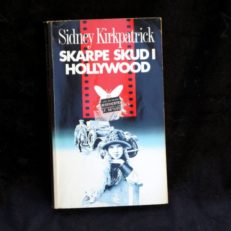 Sidney Kirkpatrick
SKARPE SKUD I
HOLLYWOOD